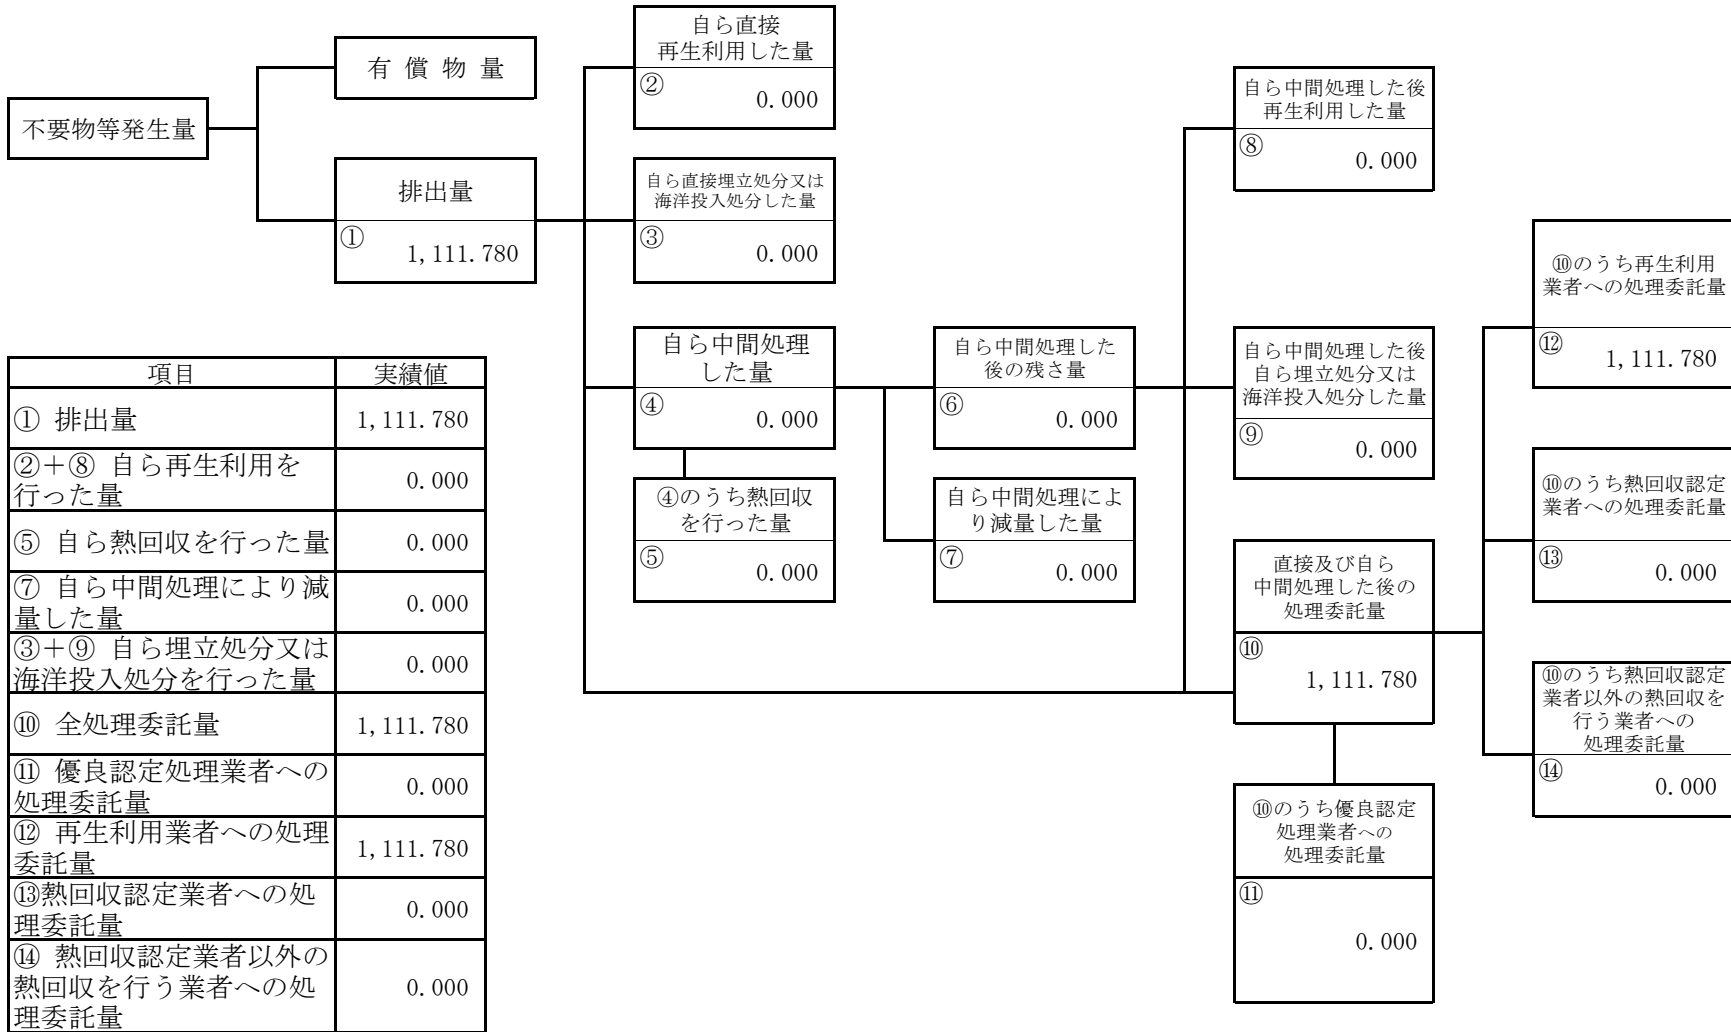 不要物等発生量
有 償 物 量
排出量
①
1,111.780
自ら直接
再生利用した量
②
0.000
自ら直接埋立処分又は
海洋投入処分した量
③
0.000
自ら中間処理
した量
④
0.000
④のうち熱回収
を行った量
⑤
0.000
自ら中間処理した
後の残さ量
⑥
0.000
自ら中間処理によ
り減量した量
⑦
0.000
自ら中間処理した後
再生利用した量
⑧
0.000
自ら中間処理した後
自ら埋立処分又は
海洋投入処分した量
⑨
0.000
直接及び自ら
中間処理した後の
処理委託量
⑩
1,111.780
⑩のうち優良認定
処理業者への
処理委託量
⑪
0.000
⑩のうち再生利用
業者への処理委託量
⑫
1,111.780
⑩のうち熱回収認定
業者への処理委託量
⑬
0.000
⑩のうち熱回収認定
業者以外の熱回収を
行う業者への
処理委託量
⑭
0.000
項目 実績値
① 排出量 1,111.780
②+⑧ 自ら再生利用を
行った量 0.000
⑤ 自ら熱回収を行った量 0.000
⑦ 自ら中間処理により減
量した量 0.000
③+⑨ 自ら埋立処分又は
海洋投入処分を行った量 0.000
⑩ 全処理委託量 1,111.780
⑪ 優良認定処理業者への
処理委託量 0.000
⑫ 再生利用業者への処理
委託量 1,111.780
⑬熱回収認定業者への処
理委託量 0.000
⑭ 熱回収認定業者以外の
熱回収を行う業者への処
理委託量 0.000